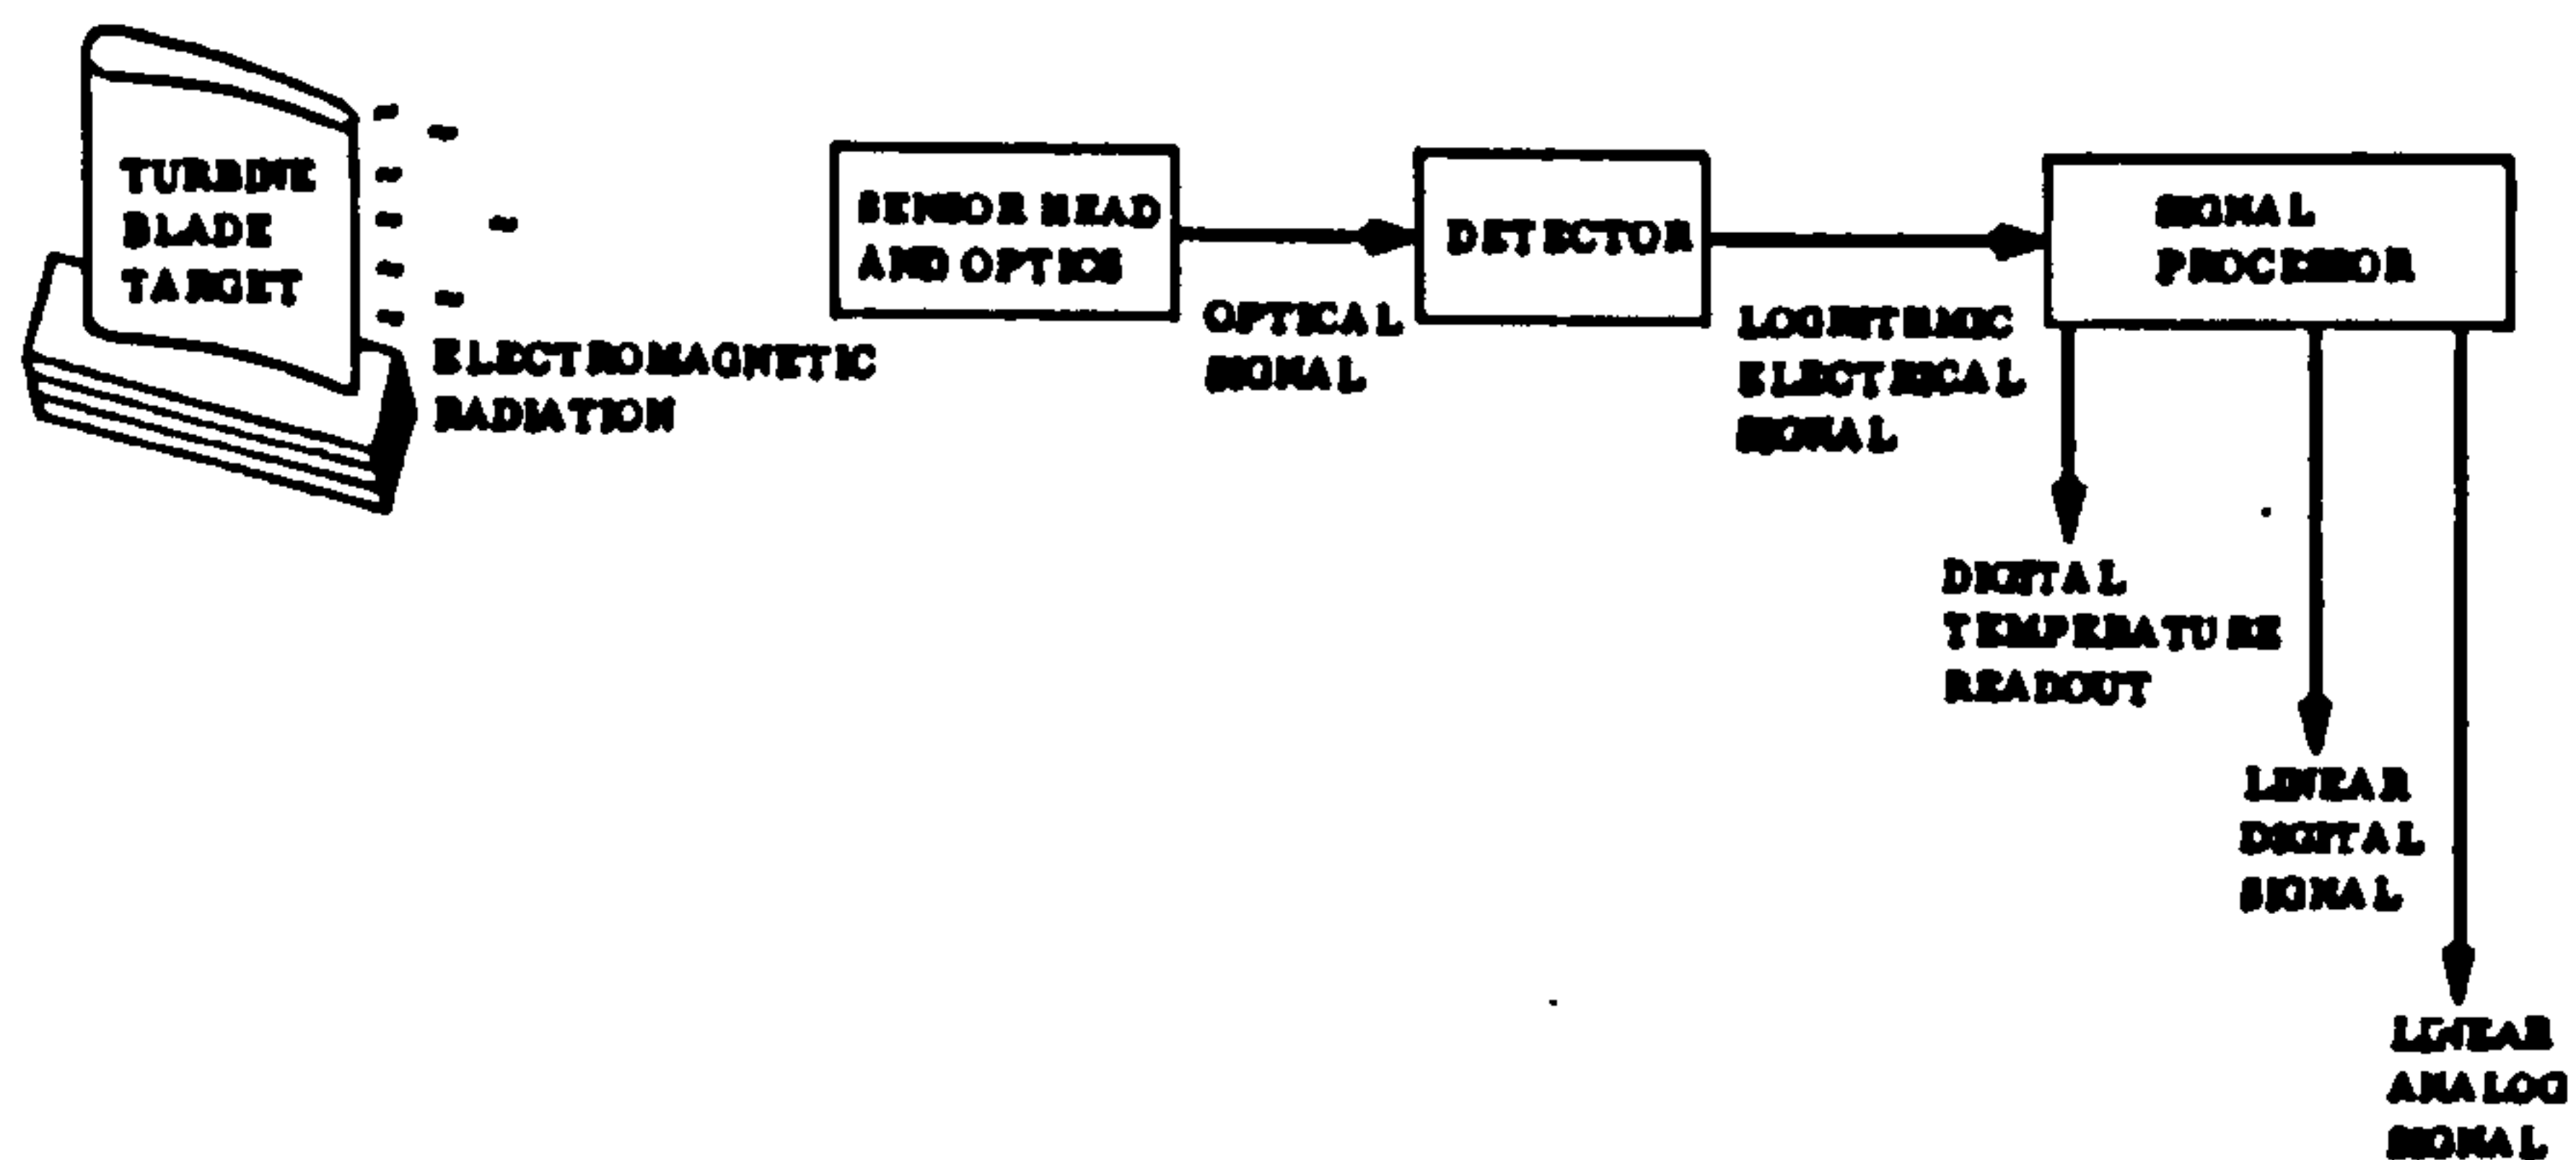 TURBINE
BLADE
TARGET
ELECTROMAGNETIC
RADIATION
SENSOR HEAD
AND OPTICS
OPTICAL
SIGNAL
DETECTOR
LOGRITHMIC
ELECTRICAL
SIGNAL
SIGNAL
PROCESSOR
DIGITAL
TEMPERATURE
READOUT
LINEAR
DIGITAL
SIGNAL
LINEAR
ANALOG
SIGNAL